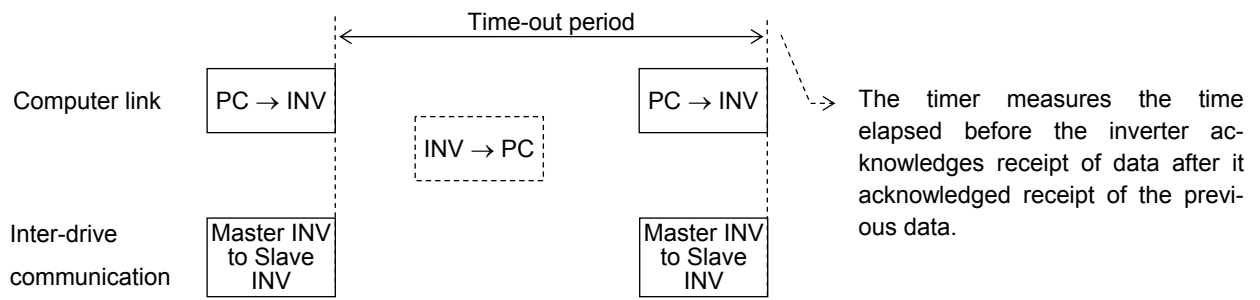 Time-out period
Computer link
PC → INV
PC → INV
INV → PC
The timer measures the time
elapsed before the inverter ac-
knowledges receipt of data after it
acknowledged receipt of the previ-
ous data.
Inter-drive
communication
Master INV
to Slave
INV
Master INV
to Slave
INV